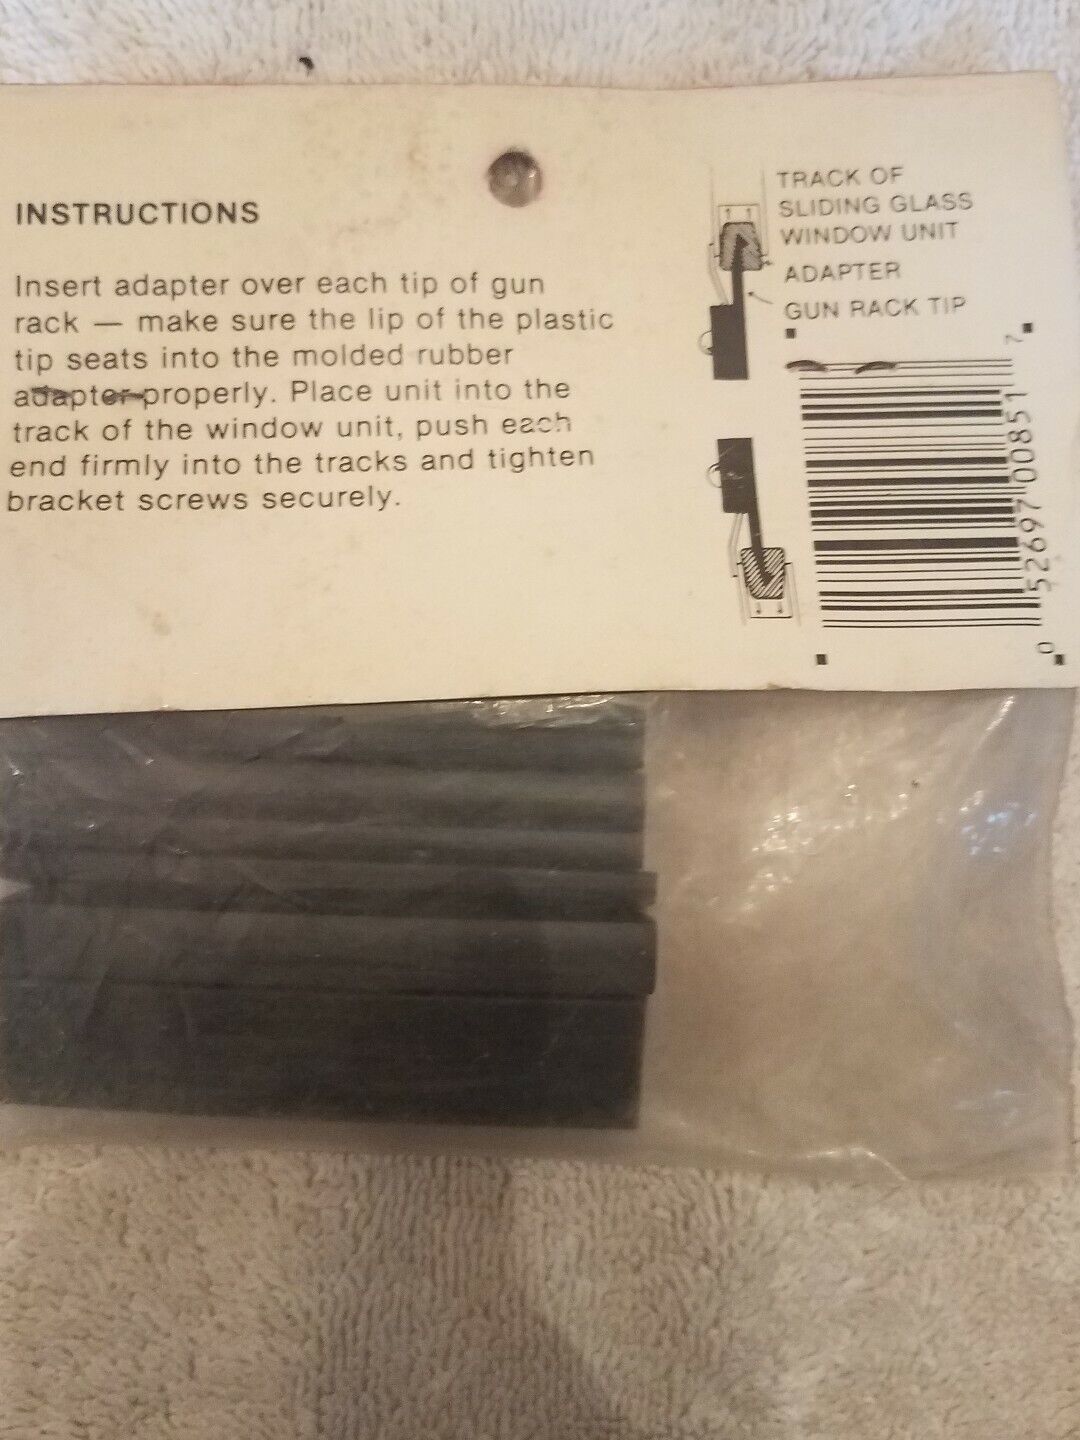 INSTRUCTIONS
Insert adapter over each tip of gun
rack — make sure the lip of the plastic
tip seats into the molded rubber
adapter properly. Place unit into the
track of the window unit, push each
end firmly into the tracks and tighten
bracket screws securely.
TRACK OF
SLIDING GLASS
WINDOW UNIT
ADAPTER
GUN RACK TIP
0 52697 00851 7